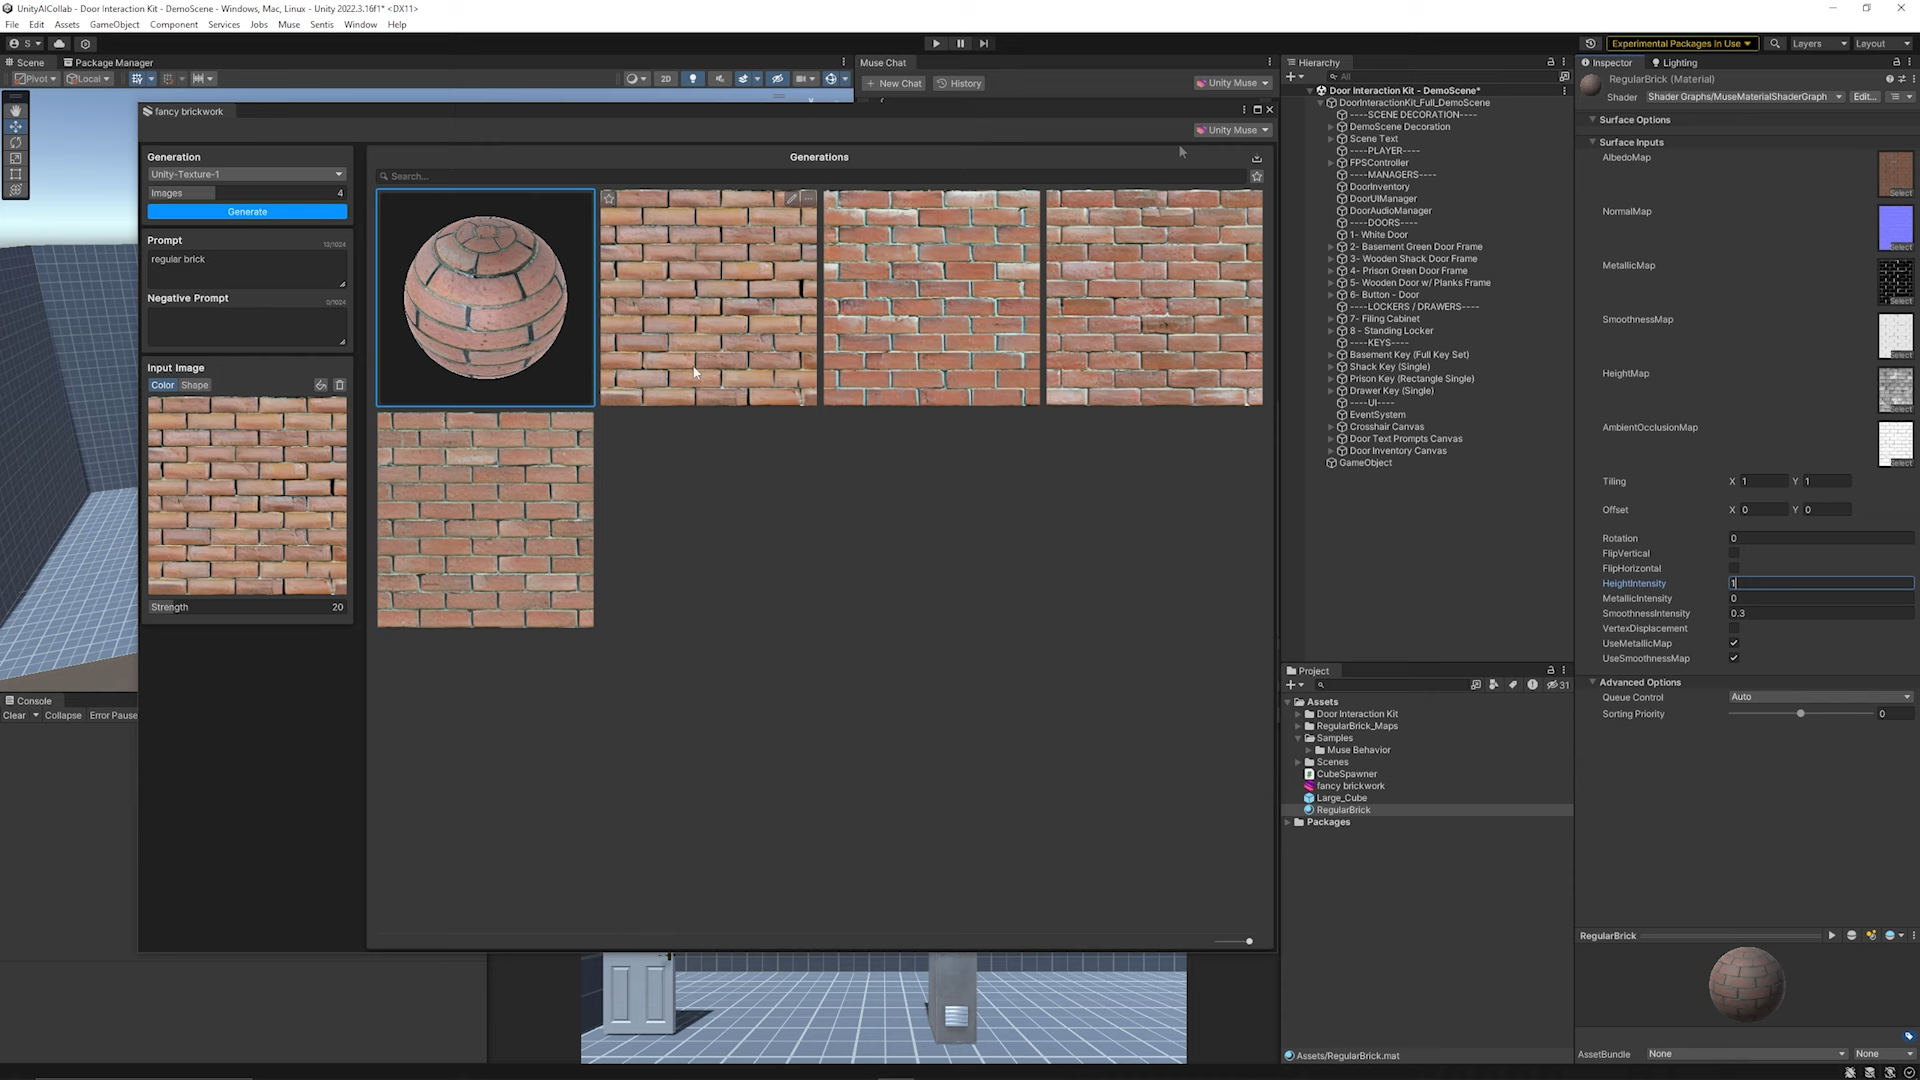 UnityAICollab - Door Interaction Kit - DemoScene - Windows, Mac, Linux - Unity 2022.3.16f1* <DX11>
File Edit Assets GameObject Component Services Jobs Muse Sentis Window Help
S
Experimental Packages in Use
Layers
Layout
Scene
Package Manager
Pivot
Local
2D
Muse Chat
+ New Chat
History
Unity Muse
fancy brickwork
Unity Muse
Generation
Unity-Texture-1
Images 4
Generate
Prompt
13/1024
regular brick
Negative Prompt
0/1024
Input Image
Color Shape
Strength 20
Generations
Search...
Console
Clear Collapse Error Pause
Hierarchy
All
Door Interaction Kit - DemoScene*
DoorInteractionKit_Full_DemoScene
----SCENE DECORATION----
DemoScene Decoration
Scene Text
----PLAYER----
FPSController
----MANAGERS----
DoorInventory
DoorUIManager
DoorAudioManager
----DOORS----
1- White Door
2- Basement Green Door Frame
3- Wooden Shack Door Frame
4- Prison Green Door Frame
5- Wooden Door w/ Planks Frame
6- Button - Door
----LOCKERS / DRAWERS----
7- Filing Cabinet
8 - Standing Locker
----KEYS----
Basement Key (Full Key Set)
Shack Key (Single)
Prison Key (Rectangle Single)
Drawer Key (Single)
----UI----
EventSystem
Crosshair Canvas
Door Text Prompts Canvas
Door Inventory Canvas
GameObject
Project
31
Assets
Door Interaction Kit
RegularBrick_Maps
Samples
Muse Behavior
Scenes
CubeSpawner
fancy brickwork
Large_Cube
RegularBrick
Packages
Assets/RegularBrick.mat
Inspector
Lighting
RegularBrick (Material)
Shader Shader Graphs/MuseMaterialShaderGraph Edit...
Surface Options
Surface Inputs
AlbedoMap
Select
NormalMap
Select
MetallicMap
Select
SmoothnessMap
Select
HeightMap
Select
AmbientOcclusionMap
Select
Tiling X 1 Y 1
Offset X 0 Y 0
Rotation 0
FlipVertical
FlipHorizontal
HeightIntensity 1
MetallicIntensity 0
SmoothnessIntensity 0.3
VertexDisplacement
UseMetallicMap
UseSmoothnessMap
Advanced Options
Queue Control Auto
Sorting Priority 0
RegularBrick
AssetBundle None None